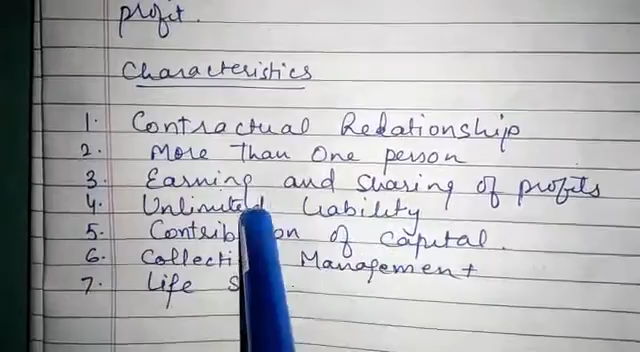 profit.
Characteristics
1. Contractual Relationship
2. More than One person
3. Earning and Sharing of profits
4. Unlimited Liability
5. Contribution of Capital.
6. Collecti Management
7. Life S